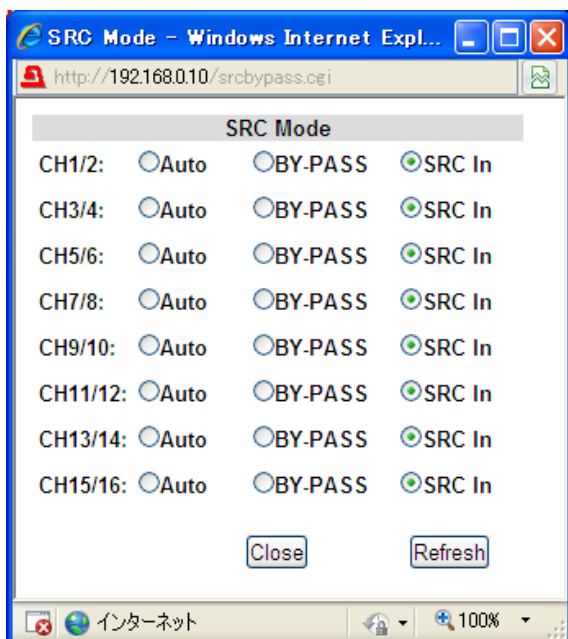 SRC Mode - Windows Internet Expl...
http://192.168.0.10/srcbypass.cgi
SRC Mode
CH1/2: Auto BY-PASS SRC In
CH3/4: Auto BY-PASS SRC In
CH5/6: Auto BY-PASS SRC In
CH7/8: Auto BY-PASS SRC In
CH9/10: Auto BY-PASS SRC In
CH11/12: Auto BY-PASS SRC In
CH13/14: Auto BY-PASS SRC In
CH15/16: Auto BY-PASS SRC In
Close Refresh
インターネット 100%